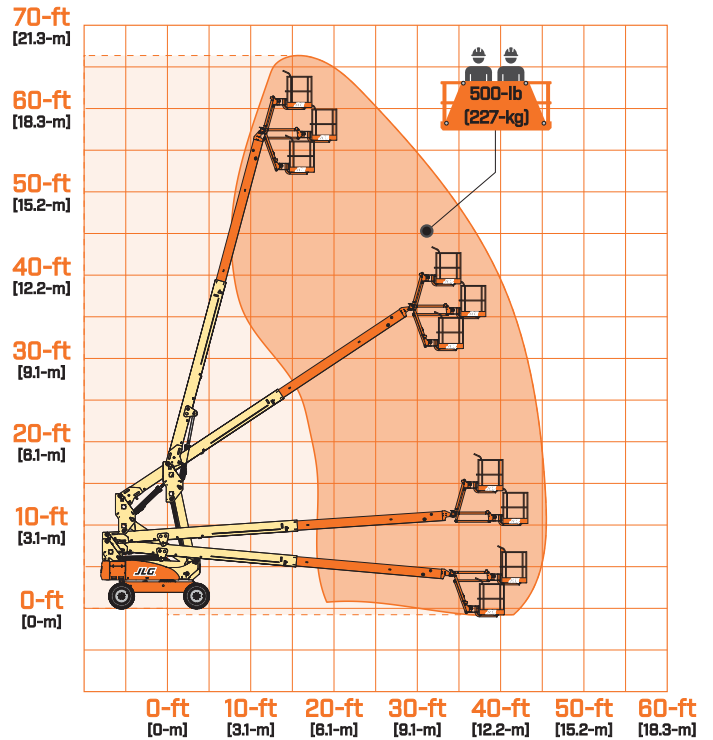 70-ft
[21.3-m]
60-ft
[18.3-m]
50-ft
[15.2-m]
40-ft
[12.2-m]
30-ft
[9.1-m]
20-ft
[6.1-m]
10-ft
[3.1-m]
0-ft
[0-m]
500-lb
(227-kg)
JLG
0-ft
[0-m]
10-ft
[3.1-m]
20-ft
[6.1-m]
30-ft
[9.1-m]
40-ft
[12.2-m]
50-ft
[15.2-m]
60-ft
[18.3-m]